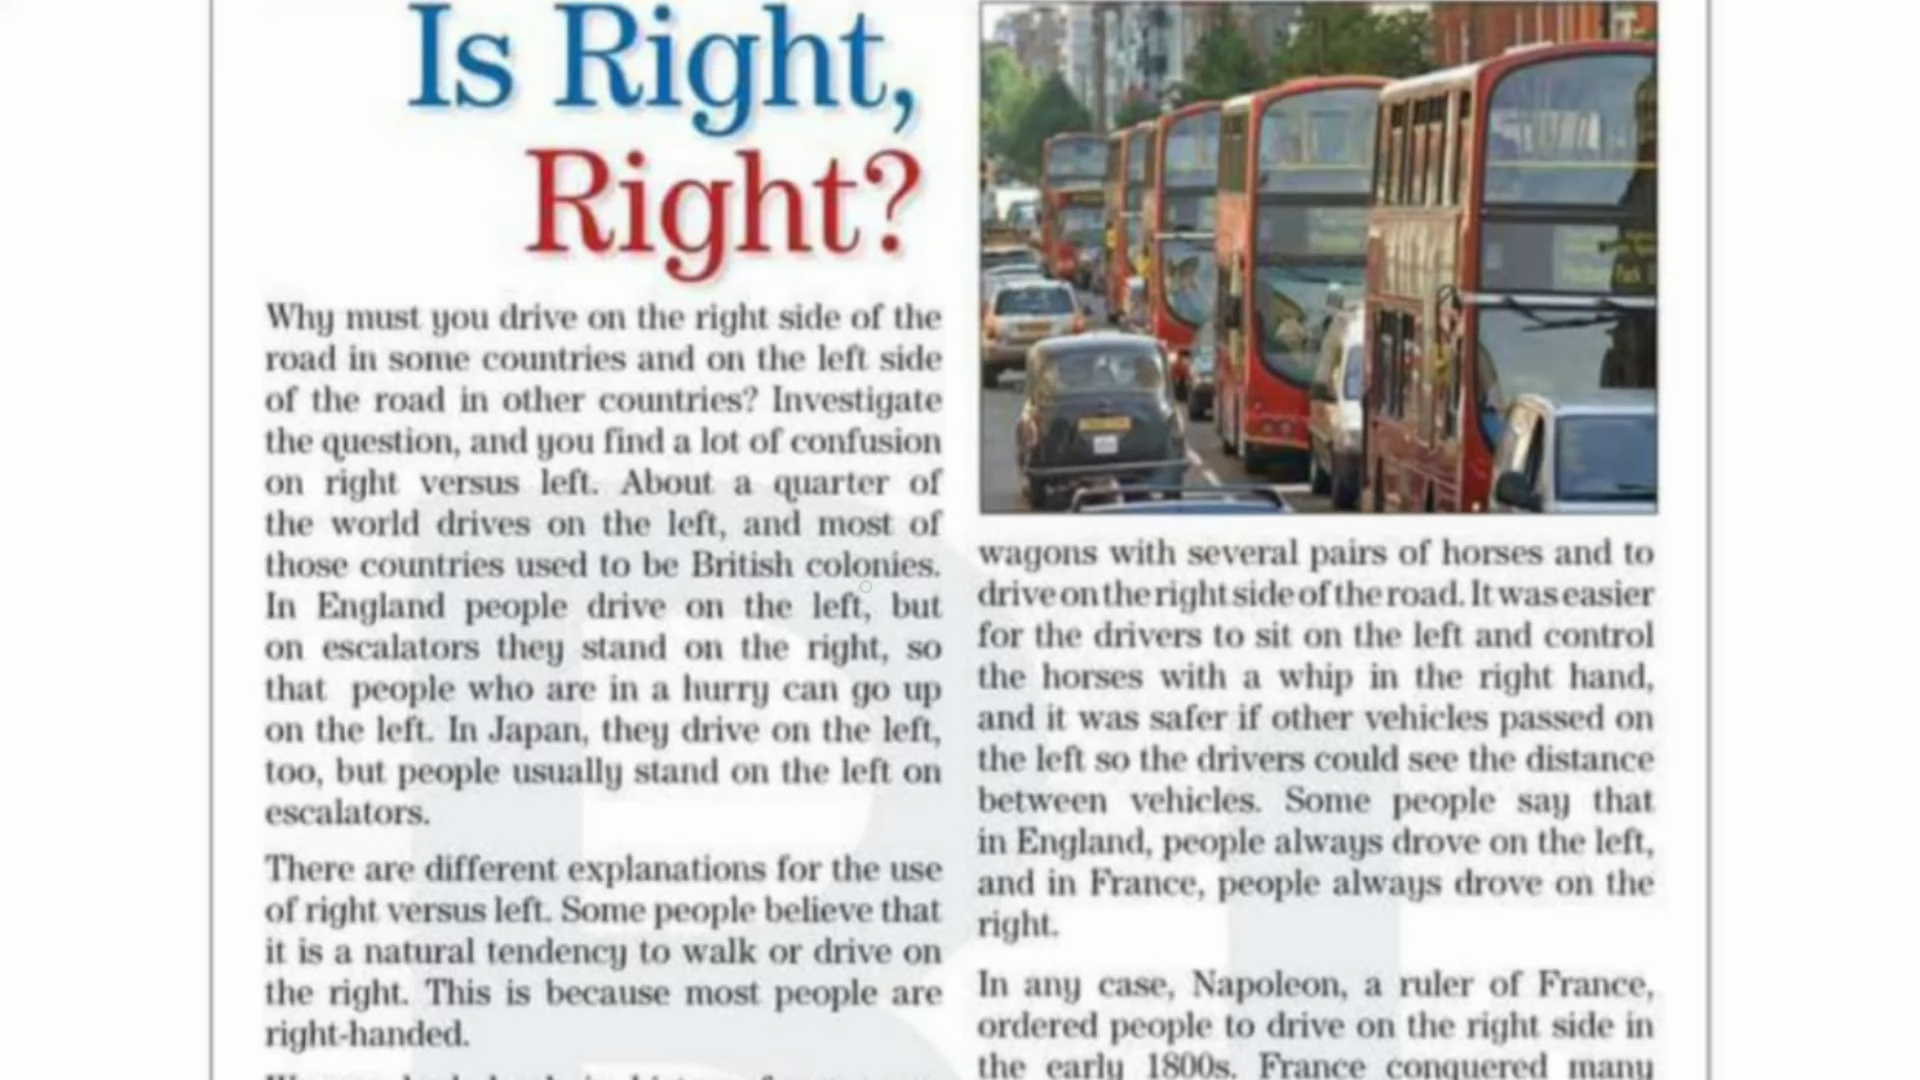 Is Right,
Right?
Why must you drive on the right side of the
road in some countries and on the left side
of the road in other countries? Investigate
the question, and you find a lot of confusion
on right versus left. About a quarter of
the world drives on the left, and most of
those countries used to be British colonies.
In England people drive on the left, but
on escalators they stand on the right, so
that people who are in a hurry can go up
on the left. In Japan, they drive on the left,
too, but people usually stand on the left on
escalators.
There are different explanations for the use
of right versus left. Some people believe that
it is a natural tendency to walk or drive on
the right. This is because most people are
right-handed.
wagons with several pairs of horses and to
drive on the right side of the road. It was easier
for the drivers to sit on the left and control
the horses with a whip in the right hand,
and it was safer if other vehicles passed on
the left so the drivers could see the distance
between vehicles. Some people say that
in England, people always drove on the left,
and in France, people always drove on the
right.
In any case, Napoleon, a ruler of France,
ordered people to drive on the right side in
the early 1800s. France conquered many